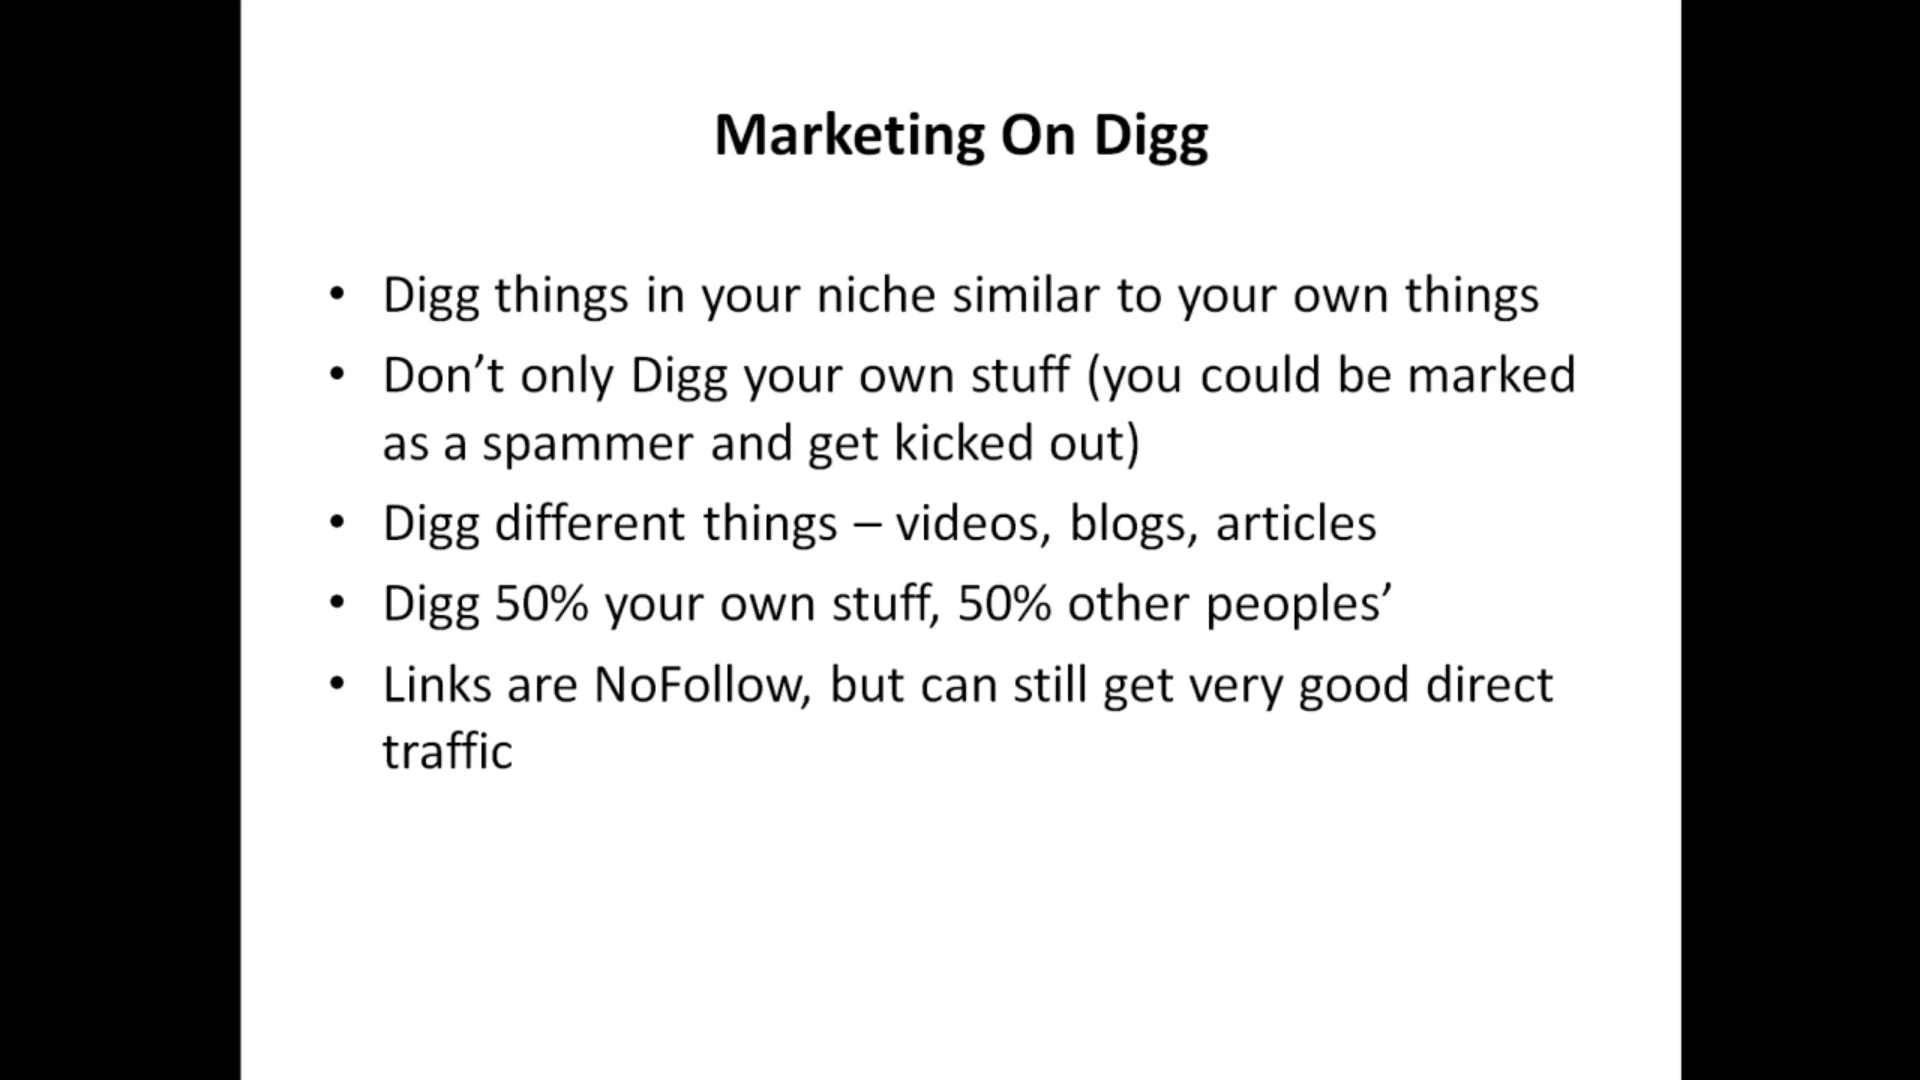 Marketing On Digg
• Digg things in your niche similar to your own things
• Don’t only Digg your own stuff (you could be marked
as a spammer and get kicked out)
• Digg different things – videos, blogs, articles
• Digg 50% your own stuff, 50% other peoples’
• Links are NoFollow, but can still get very good direct
traffic